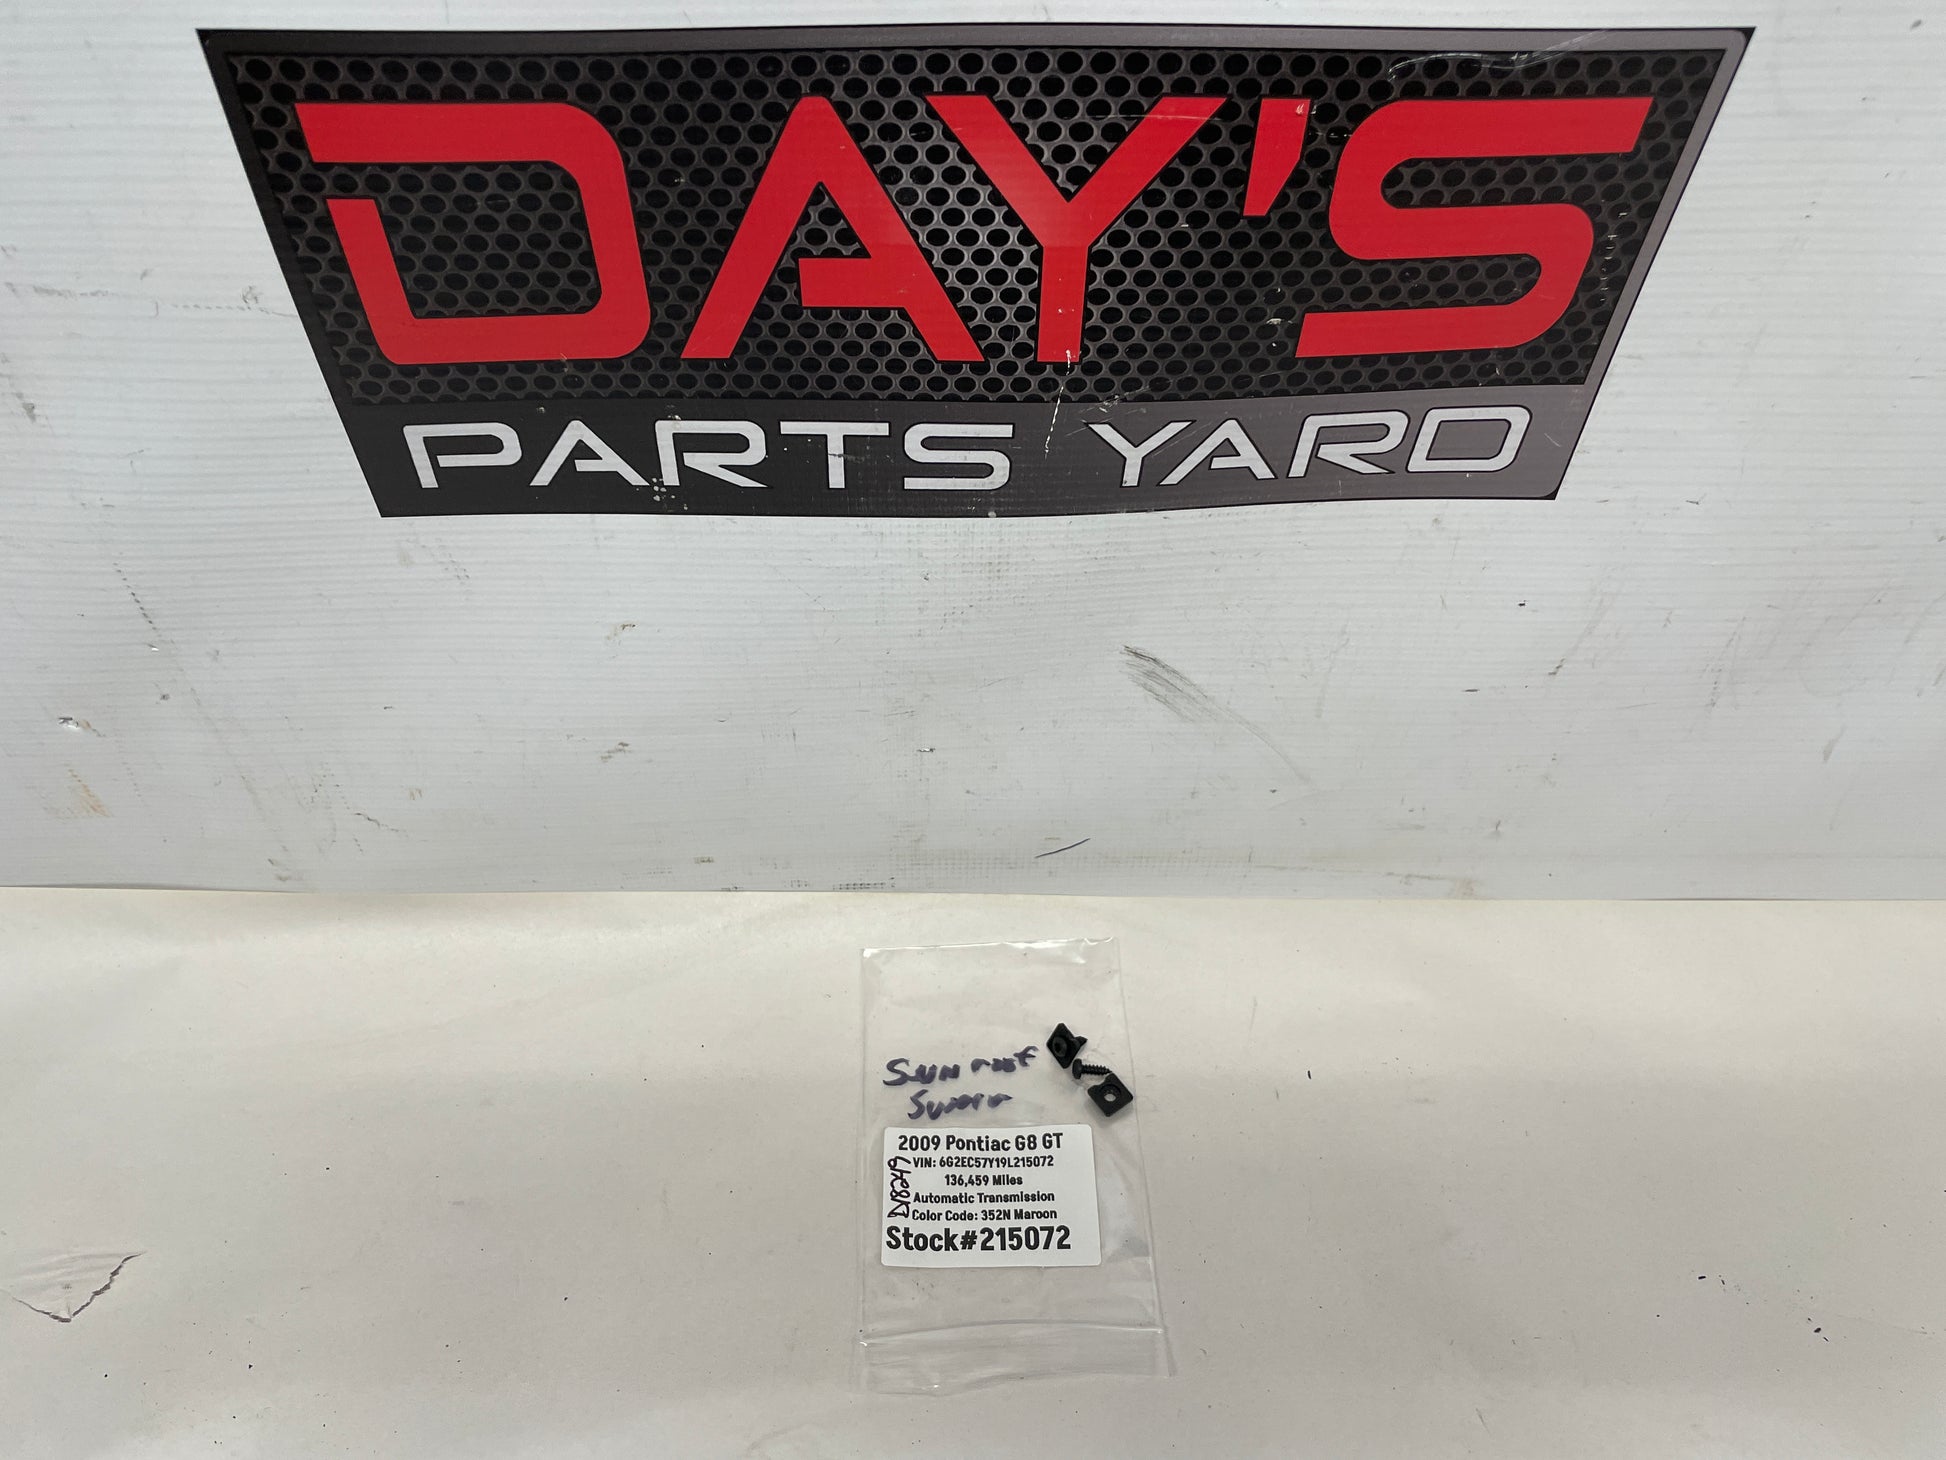 DAY'S
PARTS YARD
Sun roof
2009 Pontiac G8 GT
VIN: 6G2EC57Y19L215072
136,459 Miles
Automatic Transmission
Color Code: 352N Maroon
Stock#215072